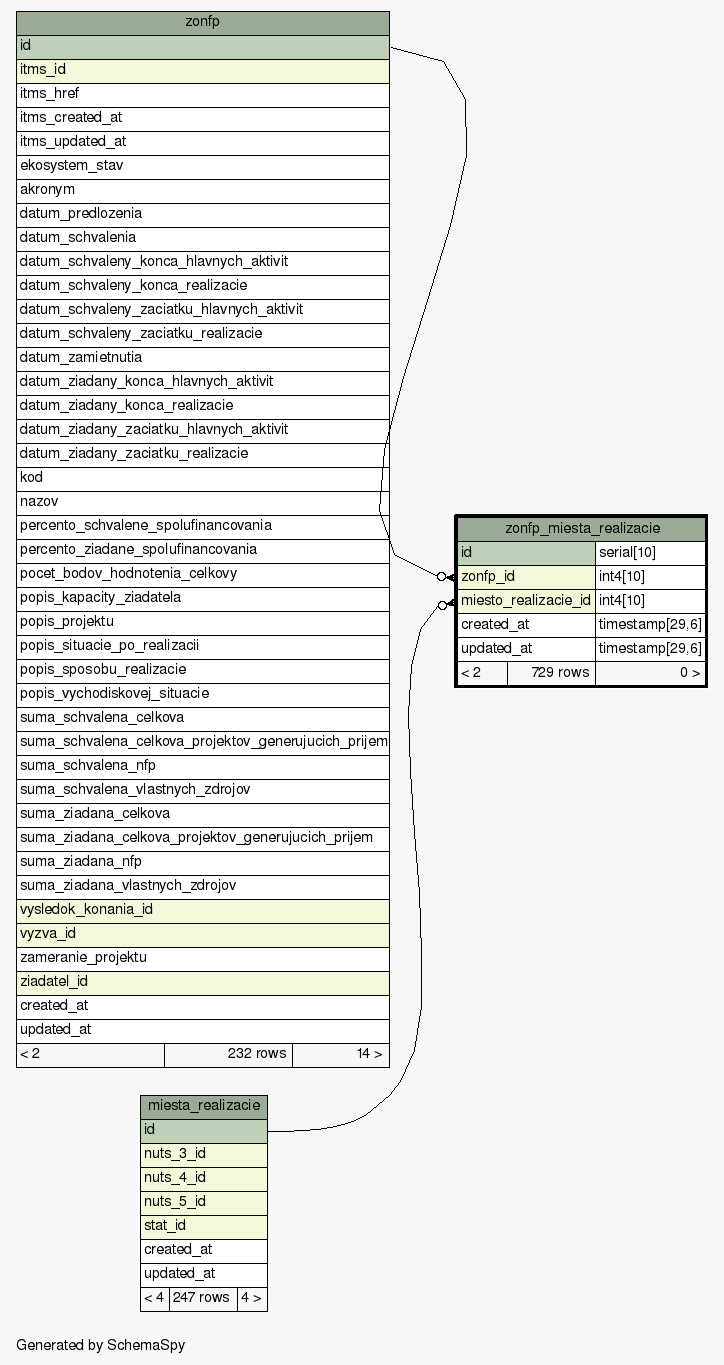 zonfp
id
itms_id
itms_href
itms_created_at
itms_updated_at
ekosystem_stav
akronym
datum_predlozenia
datum_schvalenia
datum_schvaleny_konca_hlavnych_aktivit
datum_schvaleny_konca_realizacie
datum_schvaleny_zaciatku_hlavnych_aktivit
datum_schvaleny_zaciatku_realizacie
datum_zamietnutia
datum_ziadany_konca_hlavnych_aktivit
datum_ziadany_konca_realizacie
datum_ziadany_zaciatku_hlavnych_aktivit
datum_ziadany_zaciatku_realizacie
kod
nazov
percento_schvalene_spolufinancovania
percento_ziadane_spolufinancovania
pocet_bodov_hodnotenia_celkovy
popis_kapacity_ziadatela
popis_projektu
popis_situacie_po_realizacii
popis_sposobu_realizacie
popis_vychodiskovej_situacie
suma_schvalena_celkova
suma_schvalena_celkova_projektov_generujucich_prijem
suma_schvalena_nfp
suma_schvalena_vlastnych_zdrojov
suma_ziadana_celkova
suma_ziadana_celkova_projektov_generujucich_prijem
suma_ziadana_nfp
suma_ziadana_vlastnych_zdrojov
vysledok_konania_id
vyzva_id
zameranie_projektu
ziadatel_id
created_at
updated_at
< 2 232 rows 14 >
zonfp_miesta_realizacie
id serial[10]
zonfp_id int4[10]
miesto_realizacie_id int4[10]
created_at timestamp[29,6]
updated_at timestamp[29,6]
< 2 729 rows 0 >
miesta_realizacie
id
nuts_3_id
nuts_4_id
nuts_5_id
stat_id
created_at
updated_at
< 4 247 rows 4 >
Generated by SchemaSpy